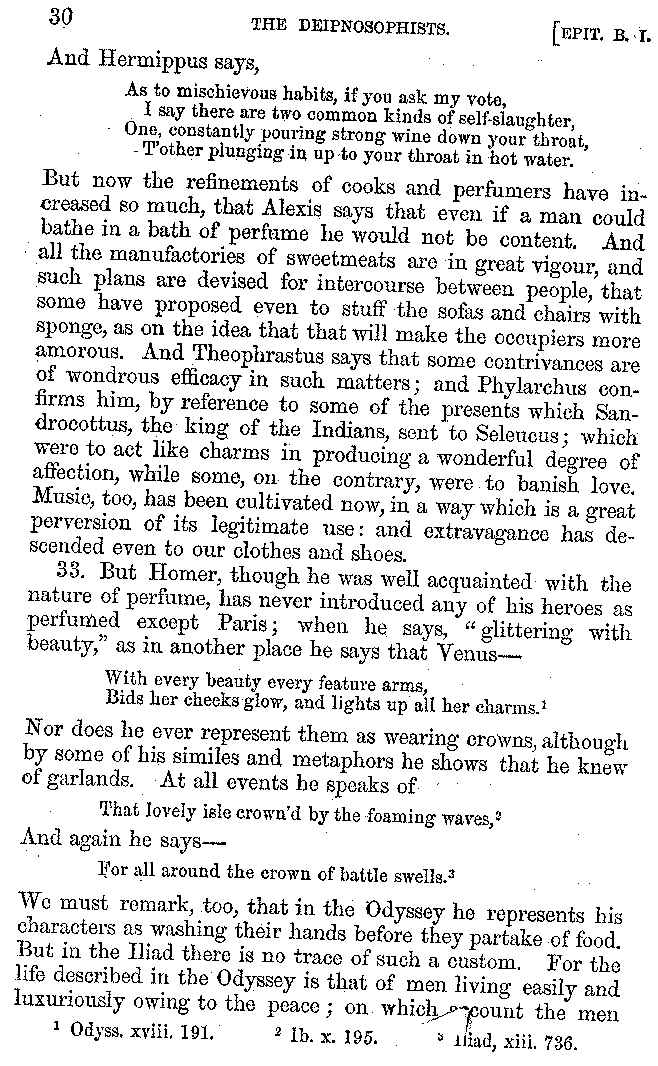 30 THE DEIPNOSOPHISTS. [EPIT. B. I.
And Hermippus says,
As to mischievous habits, if you ask my vote,
I say there are two common kinds of self-slaughter,
One, constantly pouring strong wine down your throat,
T'other plunging in up to your throat in hot water.
But now the refinements of cooks and perfumers have in-
creased so much, that Alexis says that even if a man could
bathe in a bath of perfume he would not be content. And
all the manufactories of sweetmeats are in great vigour, and
such plans are devised for intercourse between people, that
some have proposed even to stuff the sofas and chairs with
sponge, as on the idea that that will make the occupiers more
amorous. And Theophrastus says that some contrivances are
of wondrous efficacy in such matters; and Phylarchus con-
firms him, by reference to some of the presents which San-
drocottus, the king of the Indians, sent to Seleucus; which
were to act like charms in producing a wonderful degree of
affection, while some, on the contrary, were to banish love.
Music, too, has been cultivated now, in a way which is a great
perversion of its legitimate use: and extravagance has de-
scended even to our clothes and shoes.
33. But Homer, though he was well acquainted with the
nature of perfume, has never introduced any of his heroes as
perfumed except Paris; when he says, "glittering with
beauty," as in another place he says that Venus—
With every beauty every feature arms,
Bids her cheeks glow, and lights up all her charms.¹
Nor does he ever represent them as wearing crowns, although
by some of his similes and metaphors he shows that he knew
of garlands. At all events he speaks of
That lovely isle crown'd by the foaming waves,²
And again he says—
For all around the crown of battle swells.³
We must remark, too, that in the Odyssey he represents his
characters as washing their hands before they partake of food.
But in the Iliad there is no trace of such a custom. For the
life described in the Odyssey is that of men living easily and
luxuriously owing to the peace; on which account the men
¹ Odyss. xviii. 191. ² Ib. x. 195. ³ Iliad, xiii. 736.